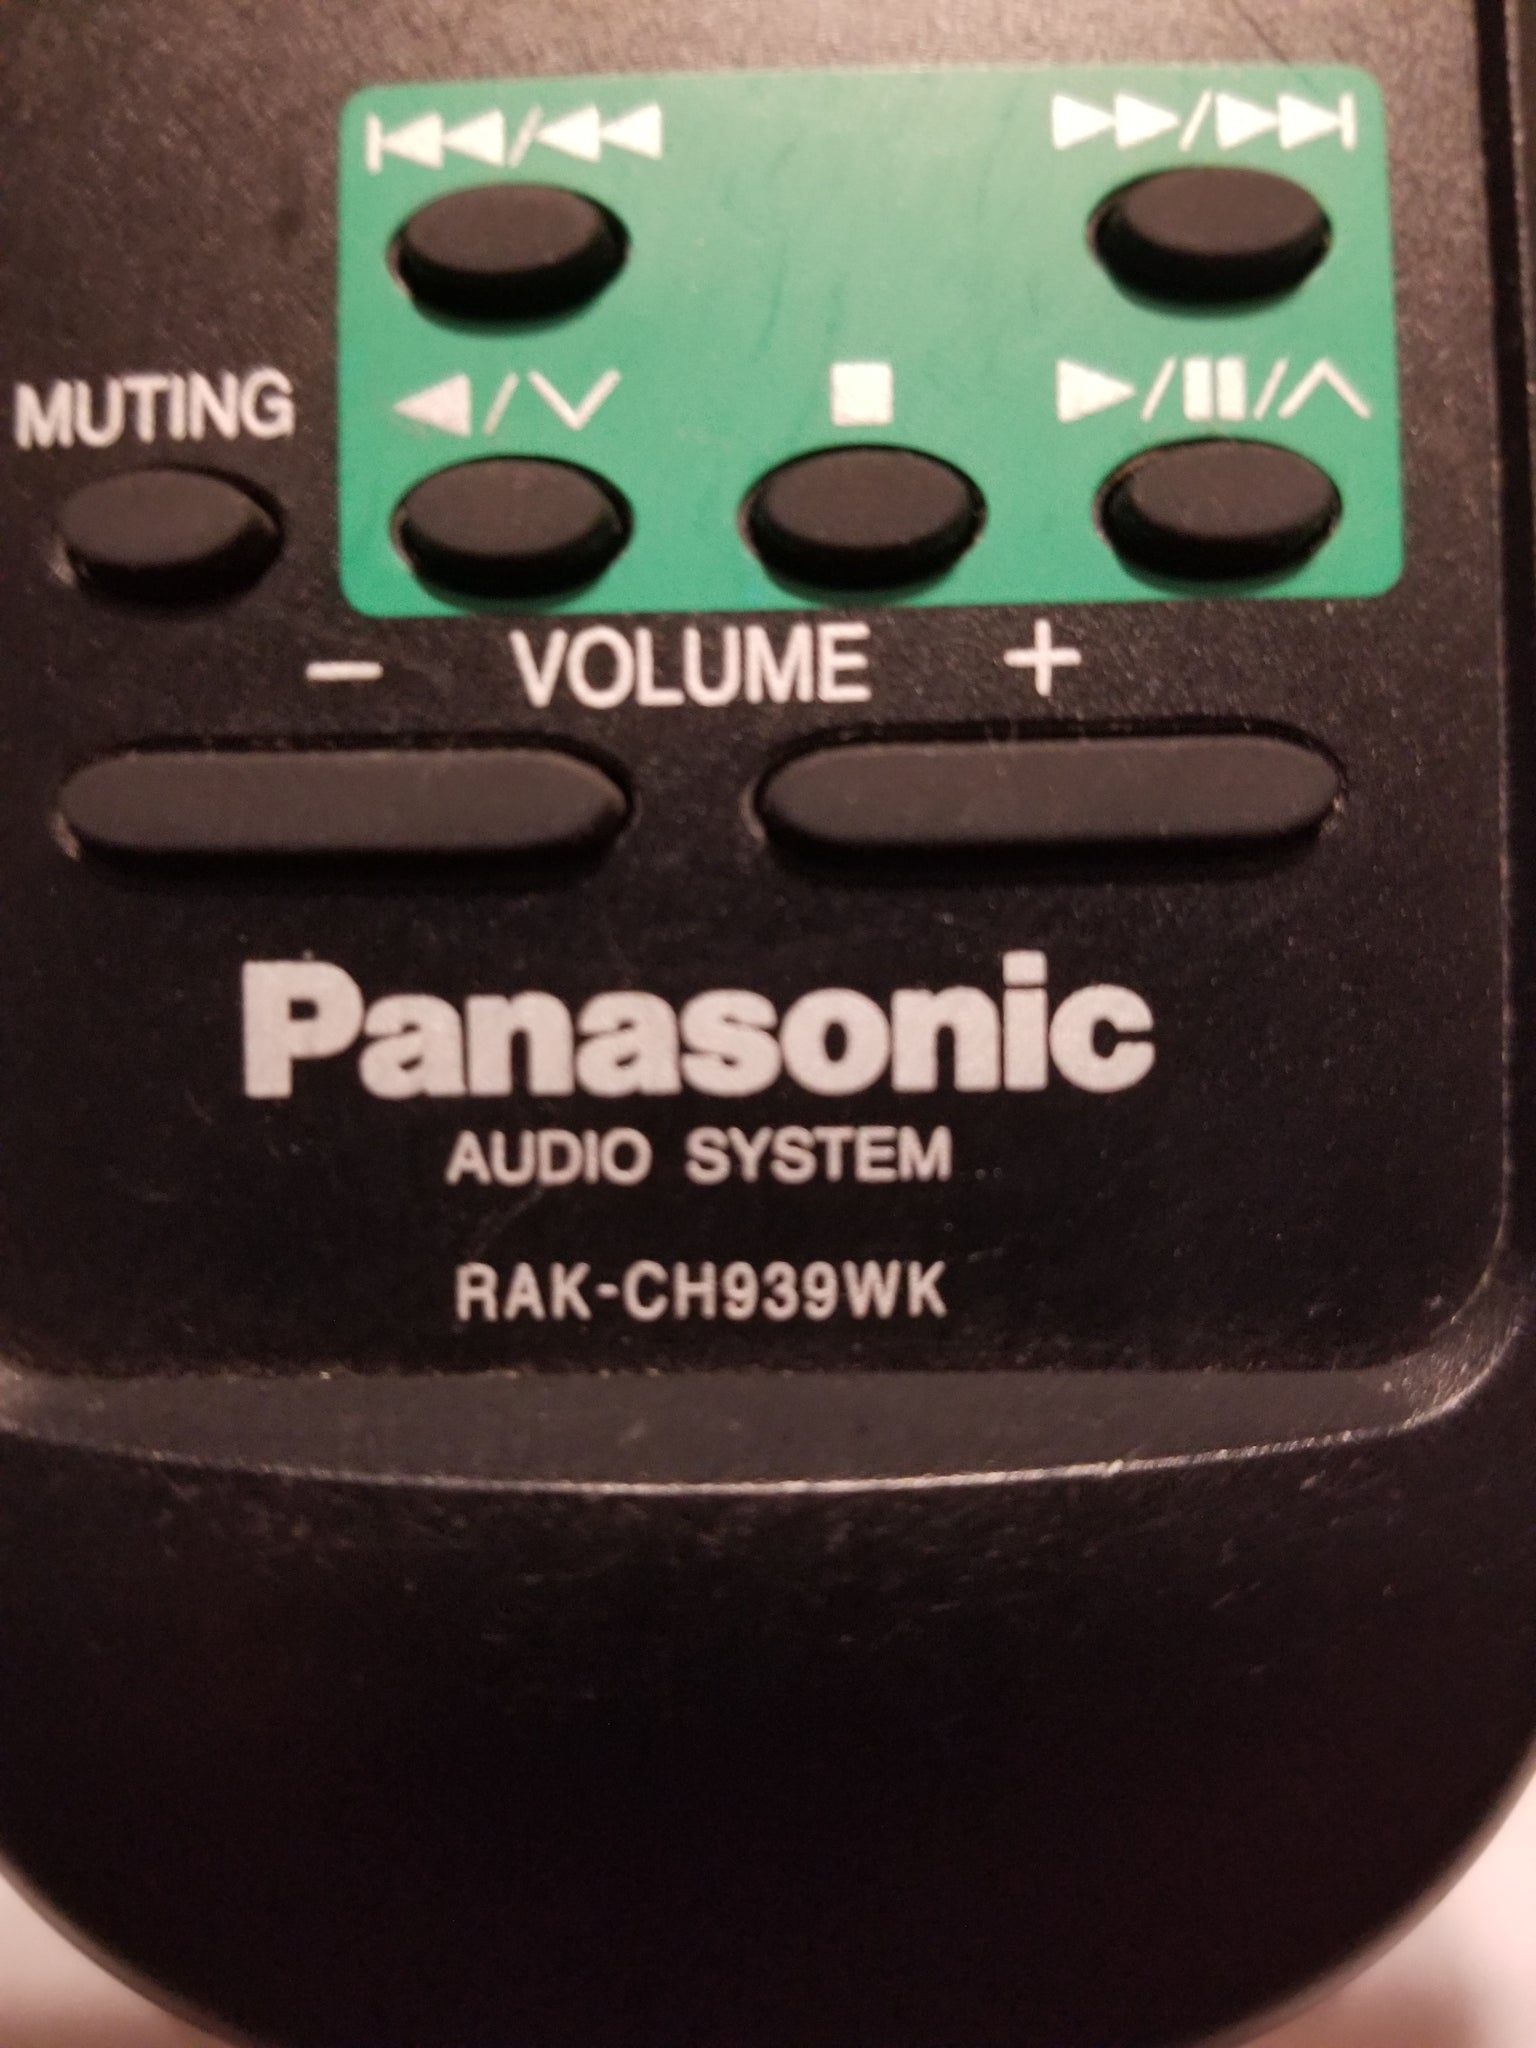 MUTING
- VOLUME +
Panasonic
AUDIO SYSTEM
RAK-CH939WK